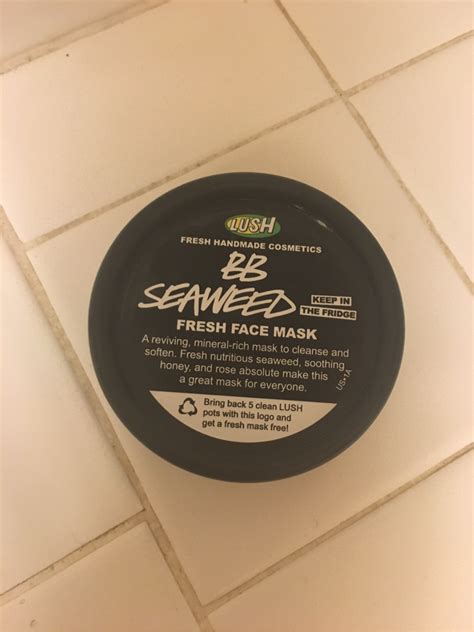 LUSH
FRESH HANDMADE COSMETICS
BB
SEAWEED
KEEP IN
THE FRIDGE
FRESH FACE MASK
A reviving, mineral-rich mask to cleanse and
soften. Fresh nutritious seaweed, soothing
honey, and rose absolute make this
a great mask for everyone.
US-1A
Bring back 5 clean LUSH
pots with this logo and
get a fresh mask free!